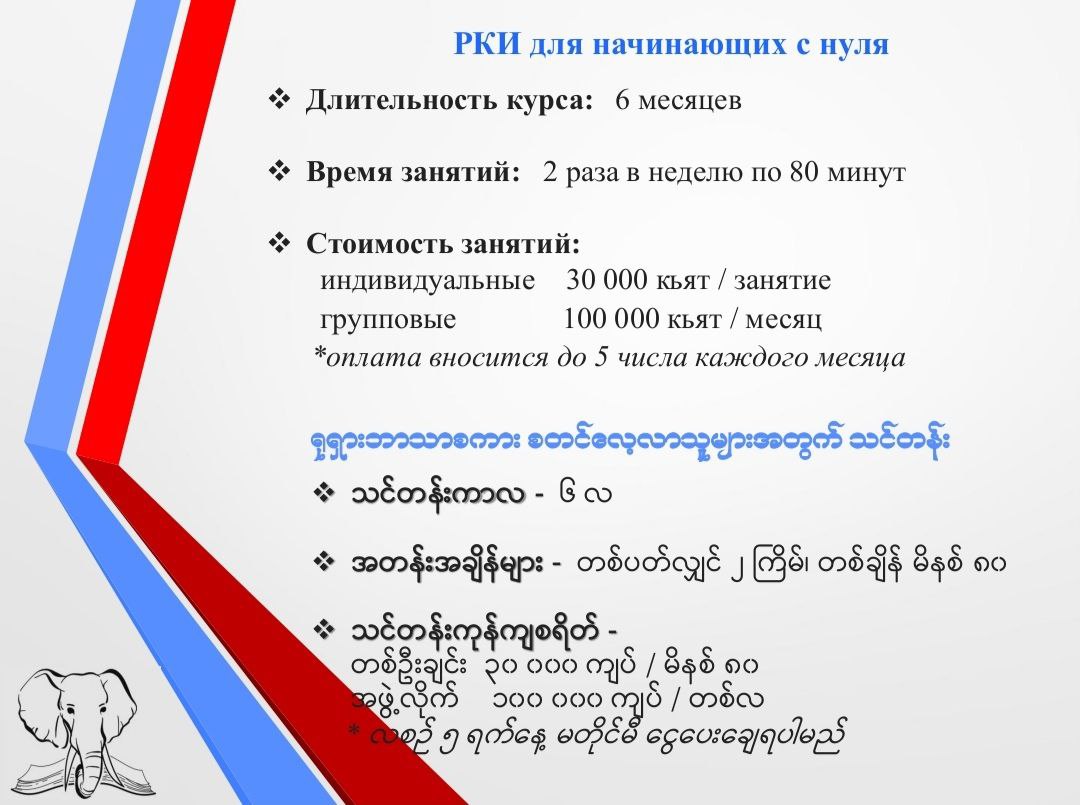 РКИ для начинающих с нуля
❖ Длительность курса: 6 месяцев
❖ Время занятий: 2 раза в неделю по 80 минут
❖ Стоимость занятий:
индивидуальные 30 000 кьят / занятие
групповые 100 000 кьят / месяц
*оплата вносится до 5 числа каждого месяца
ရုရှားဘာသာစကား စတင်လေ့လာသူများအတွက် သင်တန်း
❖ သင်တန်းကာလ - ၆ လ
❖ အတန်းအချိန်များ - တစ်ပတ်လျှင် ၂ ကြိမ်၊ တစ်ချိန် မိနစ် ၈၀
❖ သင်တန်းကုန်ကျစရိတ် -
တစ်ဦးချင်း ၃၀ ၀၀၀ ကျပ် / မိနစ် ၈၀
အဖွဲ့လိုက် ၁၀၀ ၀၀၀ ကျပ် / တစ်လ
* လစဉ် ၅ ရက်နေ့ မတိုင်မီ ငွေပေးချေရပါမည်